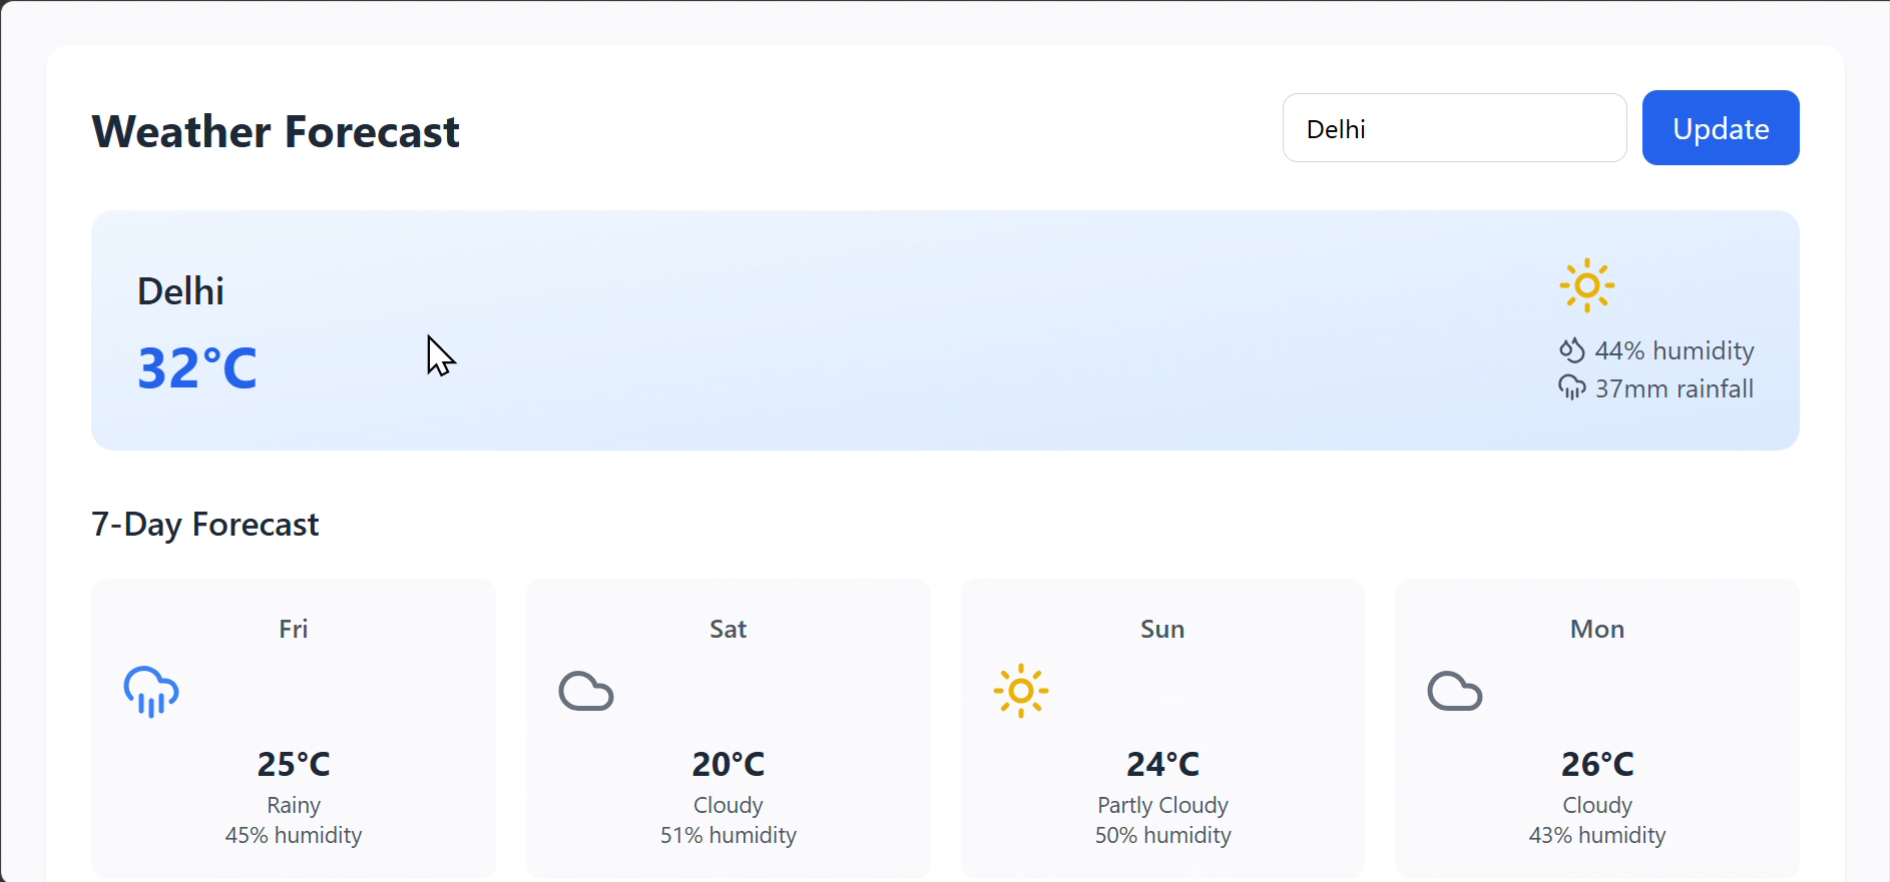 Weather Forecast
Delhi
Update
Delhi
32°C
44% humidity
37mm rainfall
7-Day Forecast
Fri
25°C
Rainy
45% humidity
Sat
20°C
Cloudy
51% humidity
Sun
24°C
Partly Cloudy
50% humidity
Mon
26°C
Cloudy
43% humidity